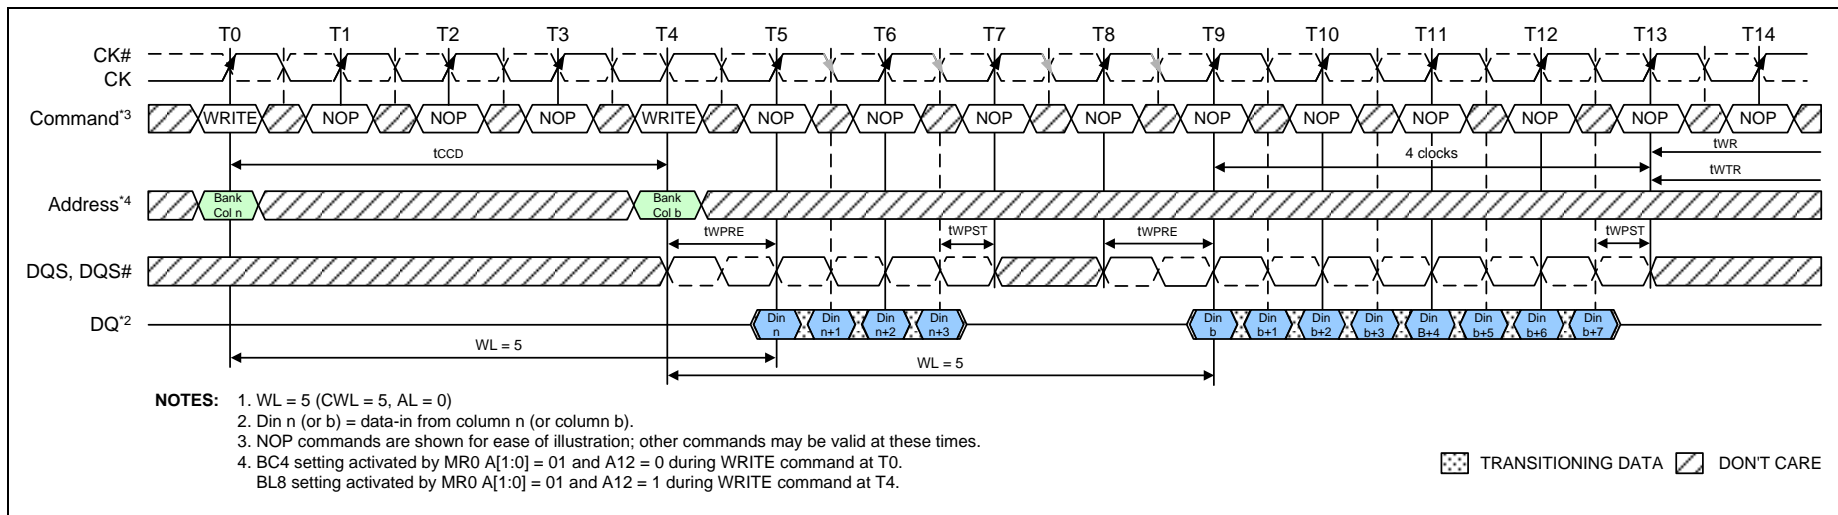 T0 T1 T2 T3 T4 T5 T6 T7 T8 T9 T10 T11 T12 T13 T14
CK#
CK
Command*3 WRITE NOP NOP NOP WRITE NOP NOP NOP NOP NOP NOP NOP NOP NOP NOP
tCCD 4 clocks tWR
tWTR
Address*4 Bank Col n Bank Col b
tWPRE tWPST tWPRE tWPST
DQS, DQS#
DQ*2 Din n Din n+1 Din n+2 Din n+3 Din b Din b+1 Din b+2 Din b+3 Din B+4 Din b+5 Din b+6 Din b+7
WL = 5
WL = 5
NOTES: 1. WL = 5 (CWL = 5, AL = 0)
2. Din n (or b) = data-in from column n (or column b).
3. NOP commands are shown for ease of illustration; other commands may be valid at these times.
4. BC4 setting activated by MR0 A[1:0] = 01 and A12 = 0 during WRITE command at T0.
BL8 setting activated by MR0 A[1:0] = 01 and A12 = 1 during WRITE command at T4.
TRANSITIONING DATA DON'T CARE